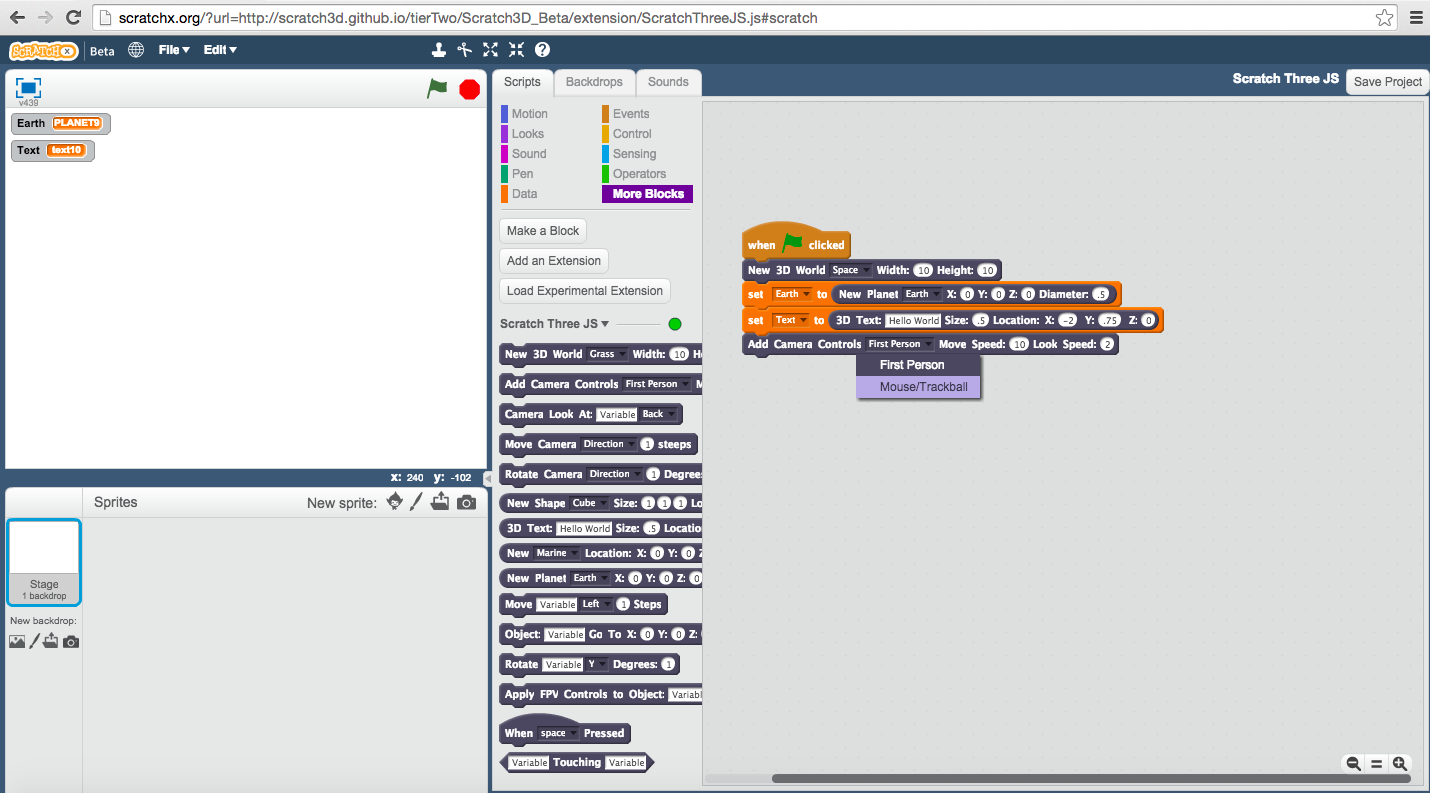 scratchx.org/?url=http://scratch3d.github.io/tierTwo/Scratch3D_Beta/extension/ScratchThreeJS.js#scratch
SCRATCHX Beta File Edit ?
v439
Earth PLANET9
Text text10
x: 240 y: -102
Sprites New sprite:
Stage
1 backdrop
New backdrop:
Scripts Backdrops Sounds
Scratch Three JS Save Project
Motion Events
Looks Control
Sound Sensing
Pen Operators
Data More Blocks
Make a Block
Add an Extension
Load Experimental Extension
Scratch Three JS
New 3D World Grass Width: 10 H
Add Camera Controls First Person M
Camera Look At: Variable Back
Move Camera Direction 1 steeps
Rotate Camera Direction 1 Degree
New Shape Cube Size: 1 1 1 Lo
3D Text: Hello World Size: .5 Locatio
New Marine Location: X: 0 Y: 0 Z
New Planet Earth X: 0 Y: 0 Z: 0
Move Variable Left 1 Steps
Object: Variable Go To X: 0 Y: 0 Z:
Rotate Variable Y Degrees: 1
Apply FPV Controls to Object: Variabl
When space Pressed
Variable Touching Variable
when clicked
New 3D World Space Width: 10 Height: 10
set Earth to New Planet Earth X: 0 Y: 0 Z: 0 Diameter: .5
set Text to 3D Text: Hello World Size: .5 Location: X: -2 Y: .75 Z: 0
Add Camera Controls First Person Move Speed: 10 Look Speed: 2
First Person
Mouse/Trackball